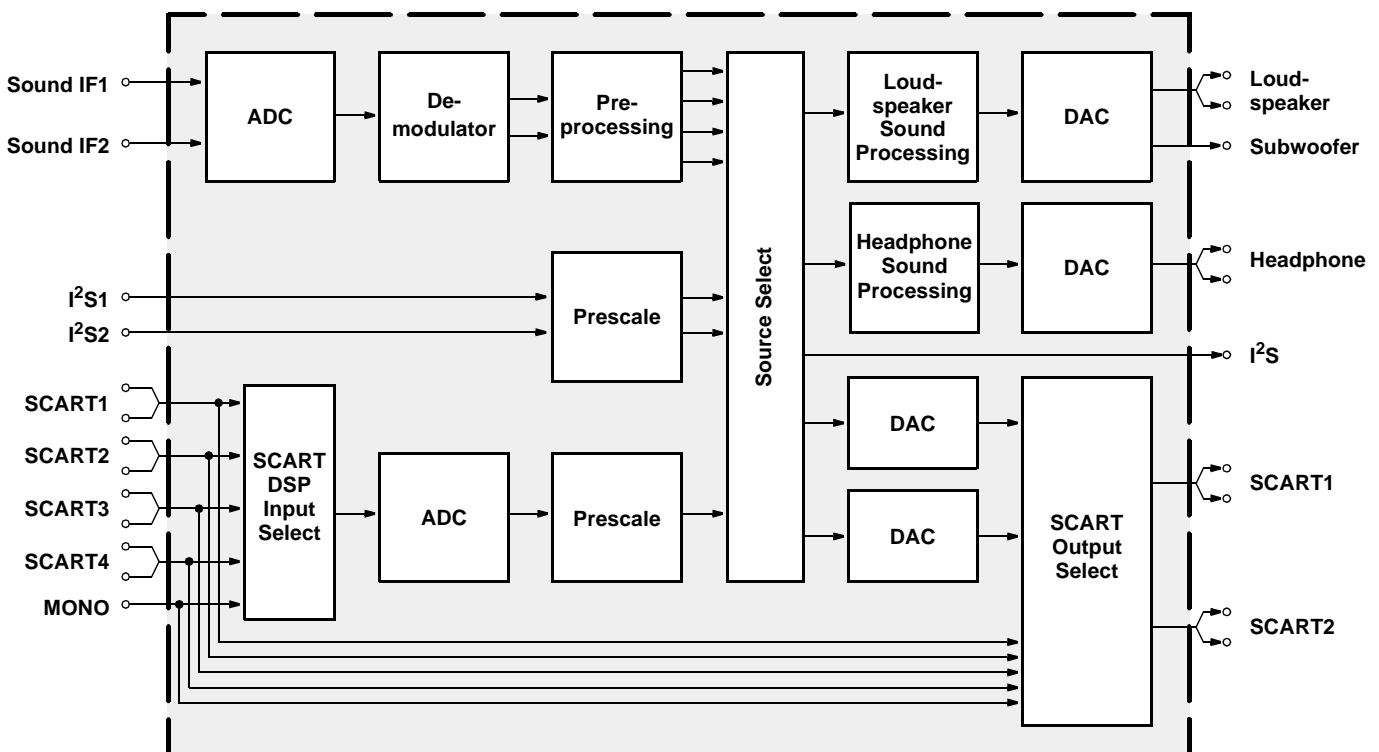 Sound IF1
Sound IF2
ADC
De-
modulator
Pre-
processing
Loud-
speaker
Sound
Processing
DAC
Loud-
speaker
Subwoofer
Headphone
Sound
Processing
DAC
Headphone
I²S1
I²S2
Prescale
Source Select
I²S
SCART1
SCART2
SCART3
SCART4
MONO
SCART
DSP
Input
Select
ADC
Prescale
DAC
DAC
SCART
Output
Select
SCART1
SCART2